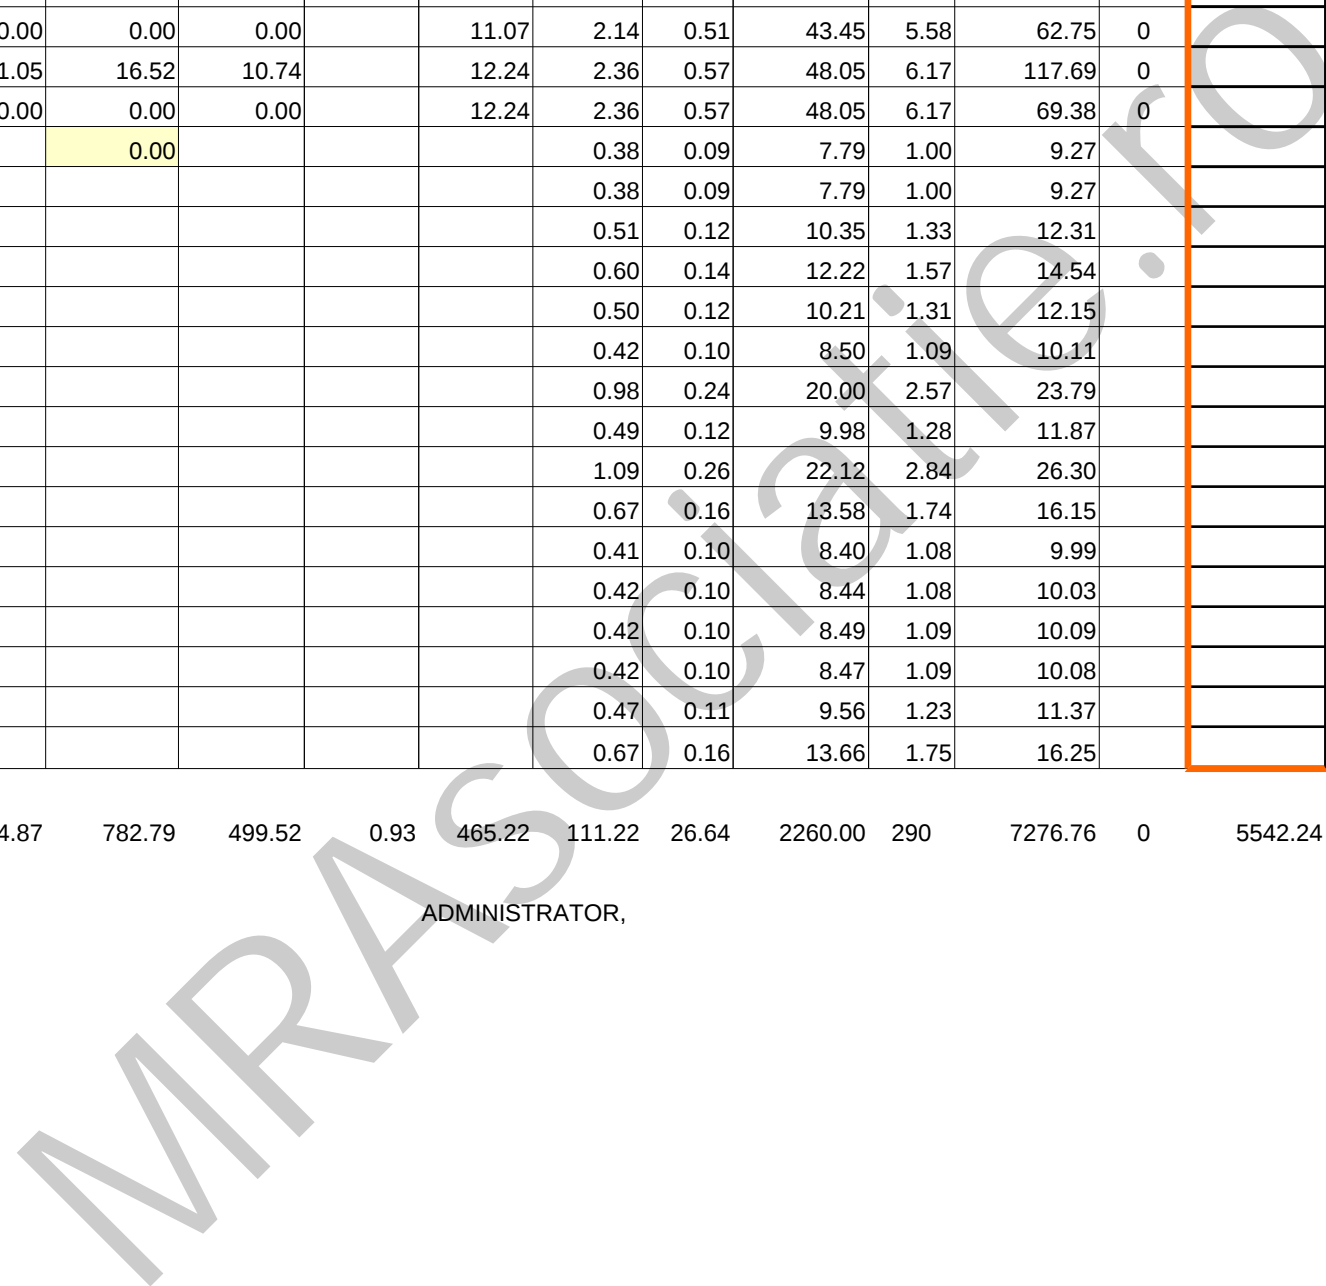 0.00 0.00 0.00 11.07 2.14 0.51 43.45 5.58 62.75 0
1.05 16.52 10.74 12.24 2.36 0.57 48.05 6.17 117.69 0
0.00 0.00 0.00 12.24 2.36 0.57 48.05 6.17 69.38 0
0.00 0.38 0.09 7.79 1.00 9.27
0.38 0.09 7.79 1.00 9.27
0.51 0.12 10.35 1.33 12.31
0.60 0.14 12.22 1.57 14.54
0.50 0.12 10.21 1.31 12.15
0.42 0.10 8.50 1.09 10.11
0.98 0.24 20.00 2.57 23.79
0.49 0.12 9.98 1.28 11.87
1.09 0.26 22.12 2.84 26.30
0.67 0.16 13.58 1.74 16.15
0.41 0.10 8.40 1.08 9.99
0.42 0.10 8.44 1.08 10.03
0.42 0.10 8.49 1.09 10.09
0.42 0.10 8.47 1.09 10.08
0.47 0.11 9.56 1.23 11.37
0.67 0.16 13.66 1.75 16.25
4.87 782.79 499.52 0.93 465.22 111.22 26.64 2260.00 290 7276.76 0 5542.24
ADMINISTRATOR,
MRAsociatie.ro